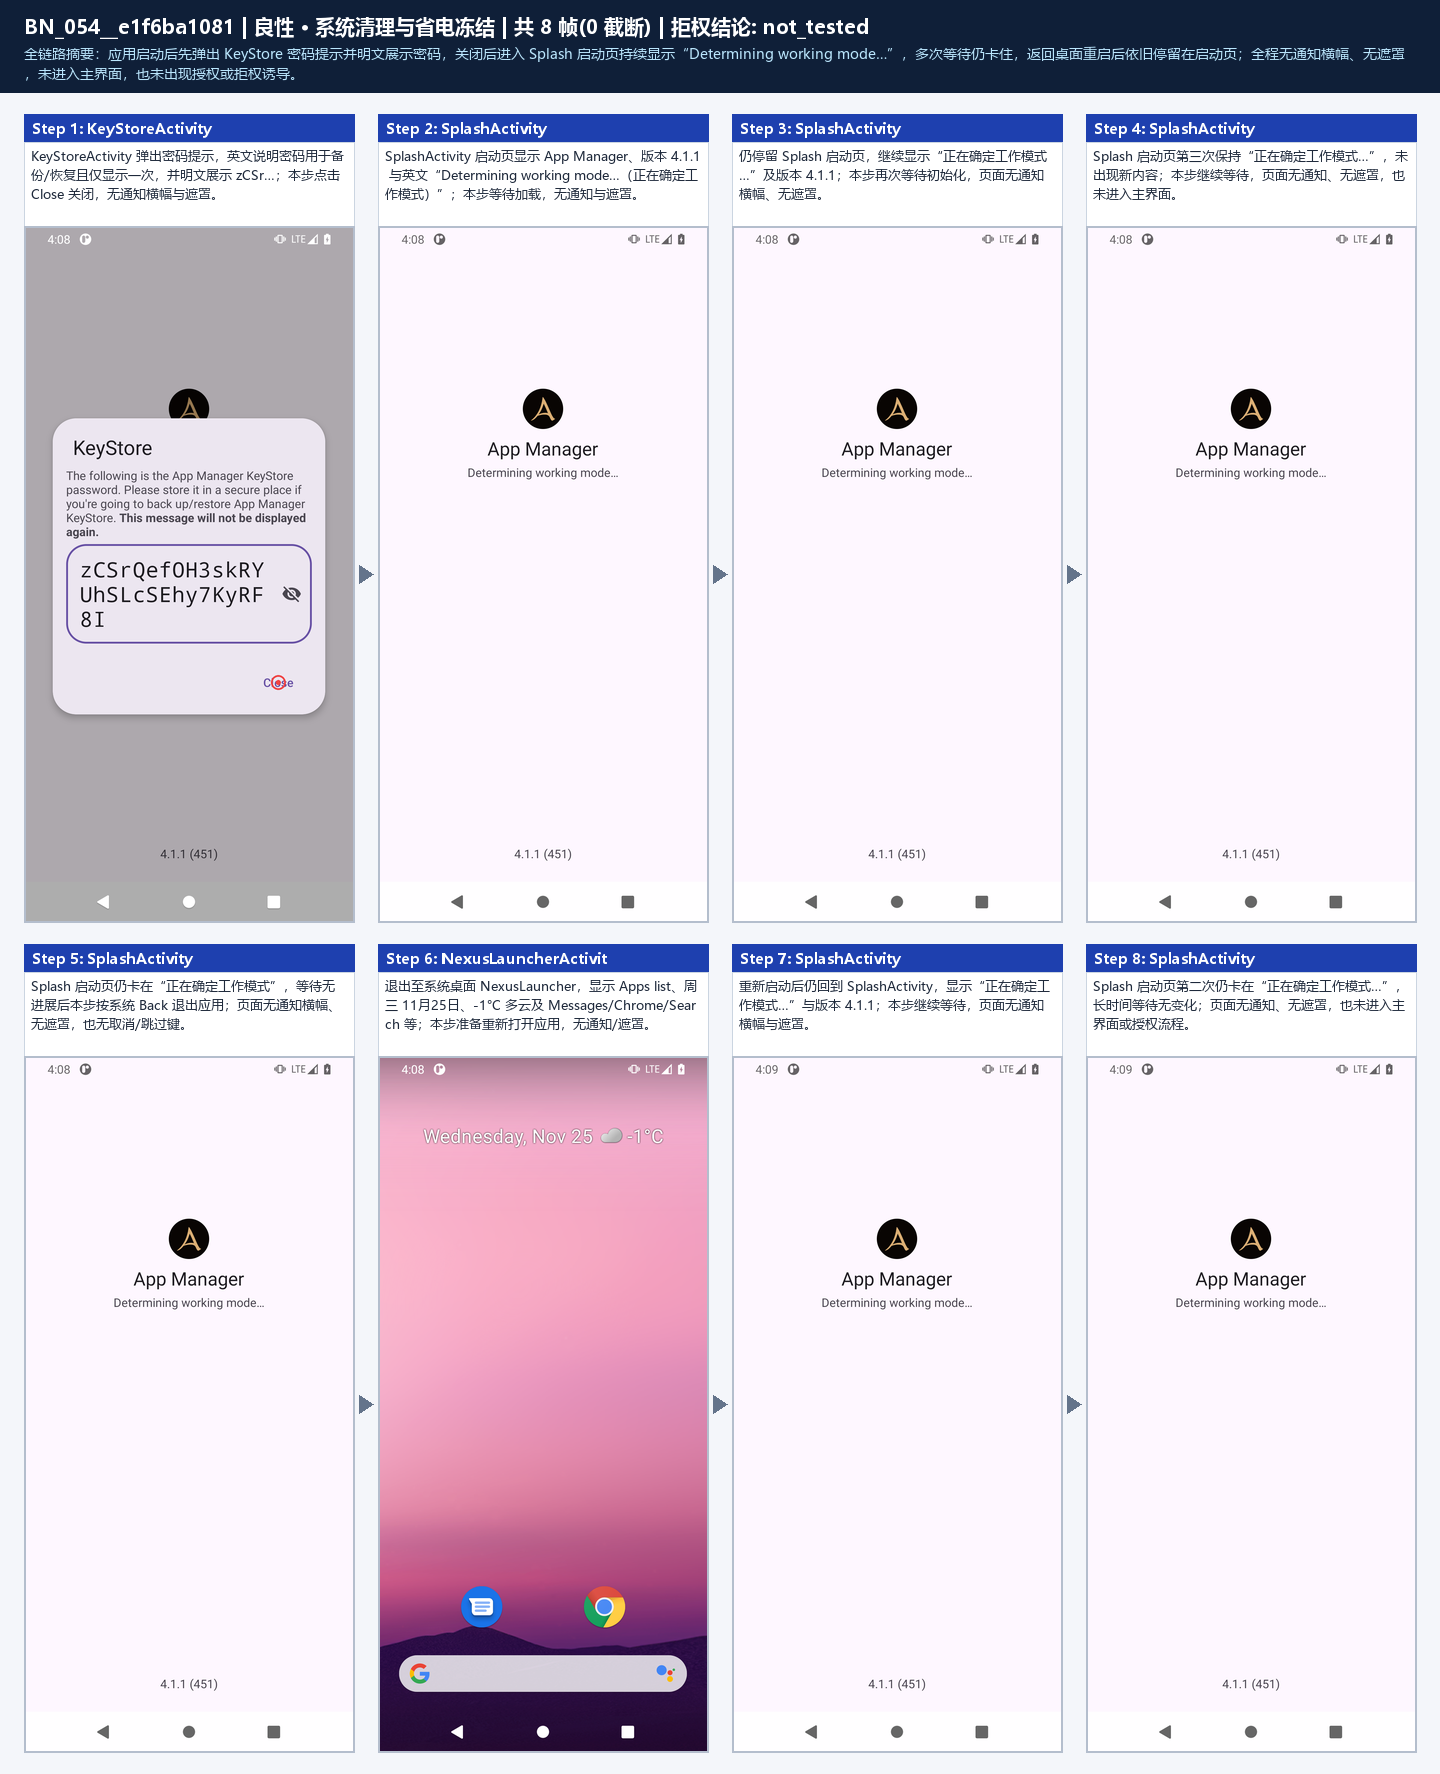 BN_054__e1f6ba1081 | 良性 • 系统清理与省电冻结 | 共 8 帧(0 截断) | 拒权结论: not_tested
全链路摘要：应用启动后先弹出 KeyStore 密码提示并明文展示密码，关闭后进入 Splash 启动页持续显示“Determining working mode...”，多次等待仍卡住，返回桌面重启后依旧停留在启动页；全程无通知横幅、无遮罩
，未进入主界面，也未出现授权或拒权诱导。
Step 1: KeyStoreActivity
KeyStoreActivity 弹出密码提示，英文说明密码用于备
份/恢复且仅显示一次，并明文展示 zCSr...；本步点击
Close 关闭，无通知横幅与遮罩。
4:08
LTE
KeyStore
The following is the App Manager KeyStore
password. Please store it in a secure place if
you're going to back up/restore App Manager
KeyStore. This message will not be displayed
again.
zCSrQefOH3skRY
UhSLcSEhy7KyRF
8I
Close
4.1.1 (451)
Step 2: SplashActivity
SplashActivity 启动页显示 App Manager、版本 4.1.1
与英文“Determining working mode...（正在确定工
作模式）”；本步等待加载，无通知与遮罩。
4:08
LTE
App Manager
Determining working mode...
4.1.1 (451)
Step 3: SplashActivity
仍停留 Splash 启动页，继续显示“正在确定工作模式
...”及版本 4.1.1；本步再次等待初始化，页面无通知
横幅、无遮罩。
4:08
LTE
App Manager
Determining working mode...
4.1.1 (451)
Step 4: SplashActivity
Splash 启动页第三次保持“正在确定工作模式...”，未
出现新内容；本步继续等待，页面无通知、无遮罩，也
未进入主界面。
4:08
LTE
App Manager
Determining working mode...
4.1.1 (451)
Step 5: SplashActivity
Splash 启动页仍卡在“正在确定工作模式”，等待无
进展后本步按系统 Back 退出应用；页面无通知横幅、
无遮罩，也无取消/跳过键。
4:08
LTE
App Manager
Determining working mode...
4.1.1 (451)
Step 6: NexusLauncherActivit
退出至系统桌面 NexusLauncher，显示 Apps list、周
三 11月25日、-1°C 多云及 Messages/Chrome/Sear
ch 等；本步准备重新打开应用，无通知/遮罩。
4:08
LTE
Wednesday, Nov 25 -1°C
Step 7: SplashActivity
重新启动后仍回到 SplashActivity，显示“正在确定工
作模式...”与版本 4.1.1；本步继续等待，页面无通知
横幅与遮罩。
4:09
LTE
App Manager
Determining working mode...
4.1.1 (451)
Step 8: SplashActivity
Splash 启动页第二次仍卡在“正在确定工作模式...”，
长时间等待无变化；页面无通知、无遮罩，也未进入主
界面或授权流程。
4:09
LTE
App Manager
Determining working mode...
4.1.1 (451)